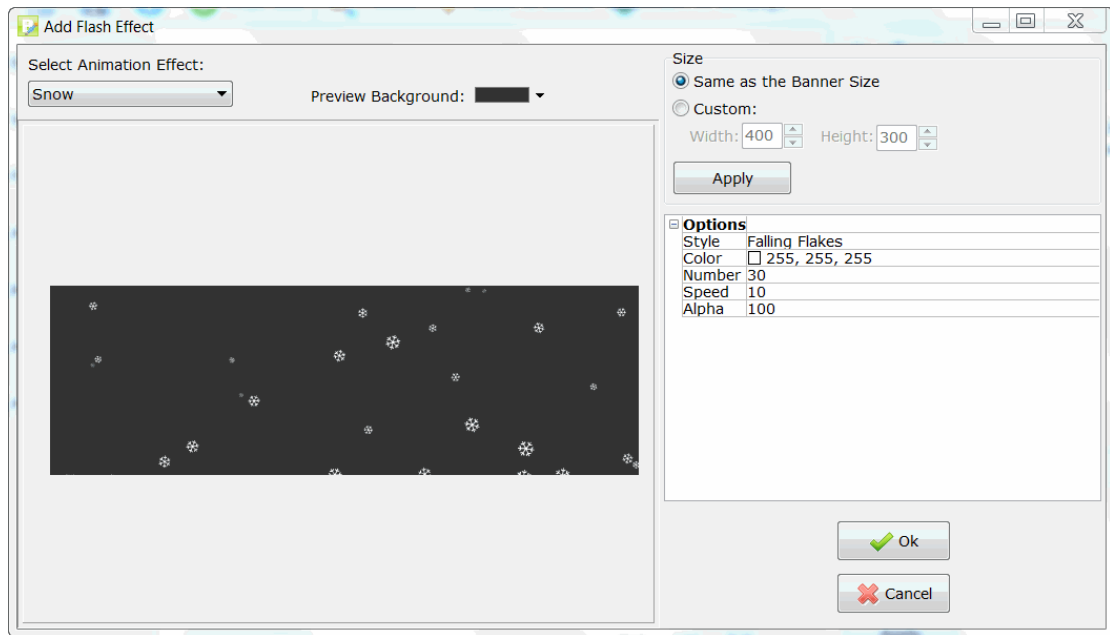 Add Flash Effect
Select Animation Effect:
Snow
Preview Background:
Size
Same as the Banner Size
Custom:
Width: 400 Height: 300
Apply
Options
Style Falling Flakes
Color 255, 255, 255
Number 30
Speed 10
Alpha 100
Ok
Cancel